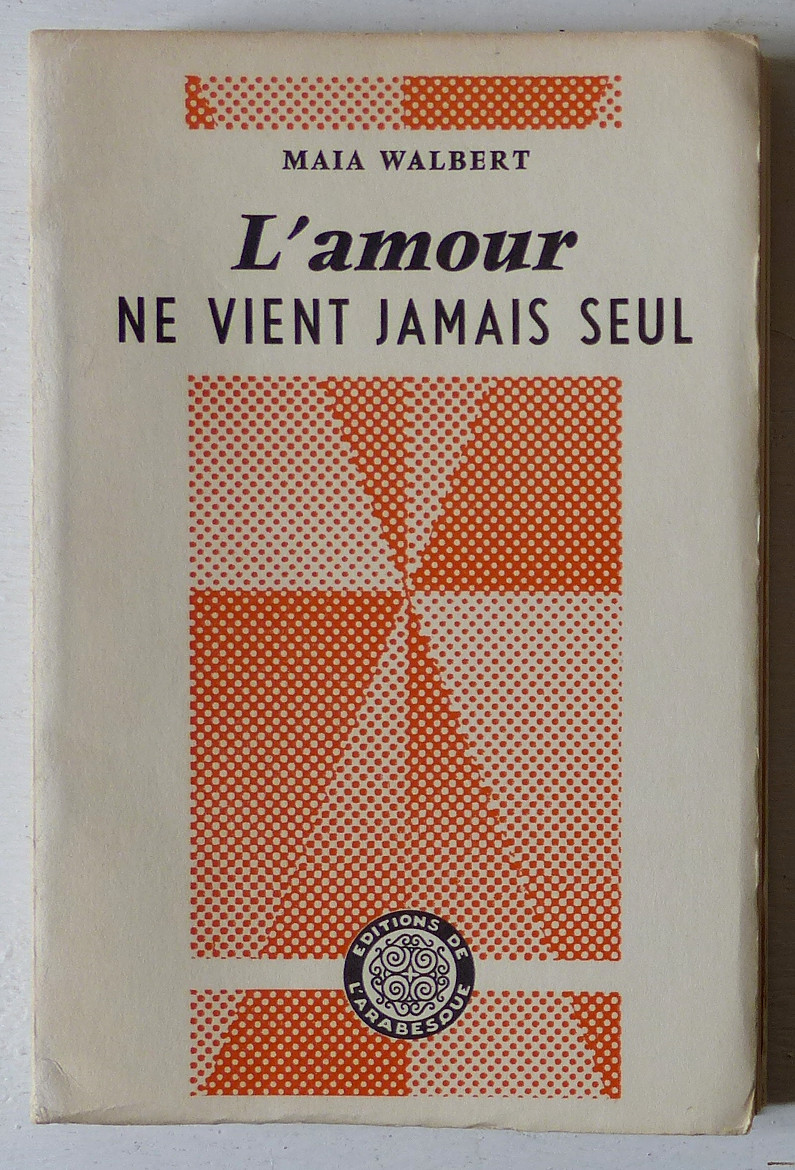 MAIA WALBERT
L'amour
NE VIENT JAMAIS SEUL
EDITIONS DE
L'ARABESQUE